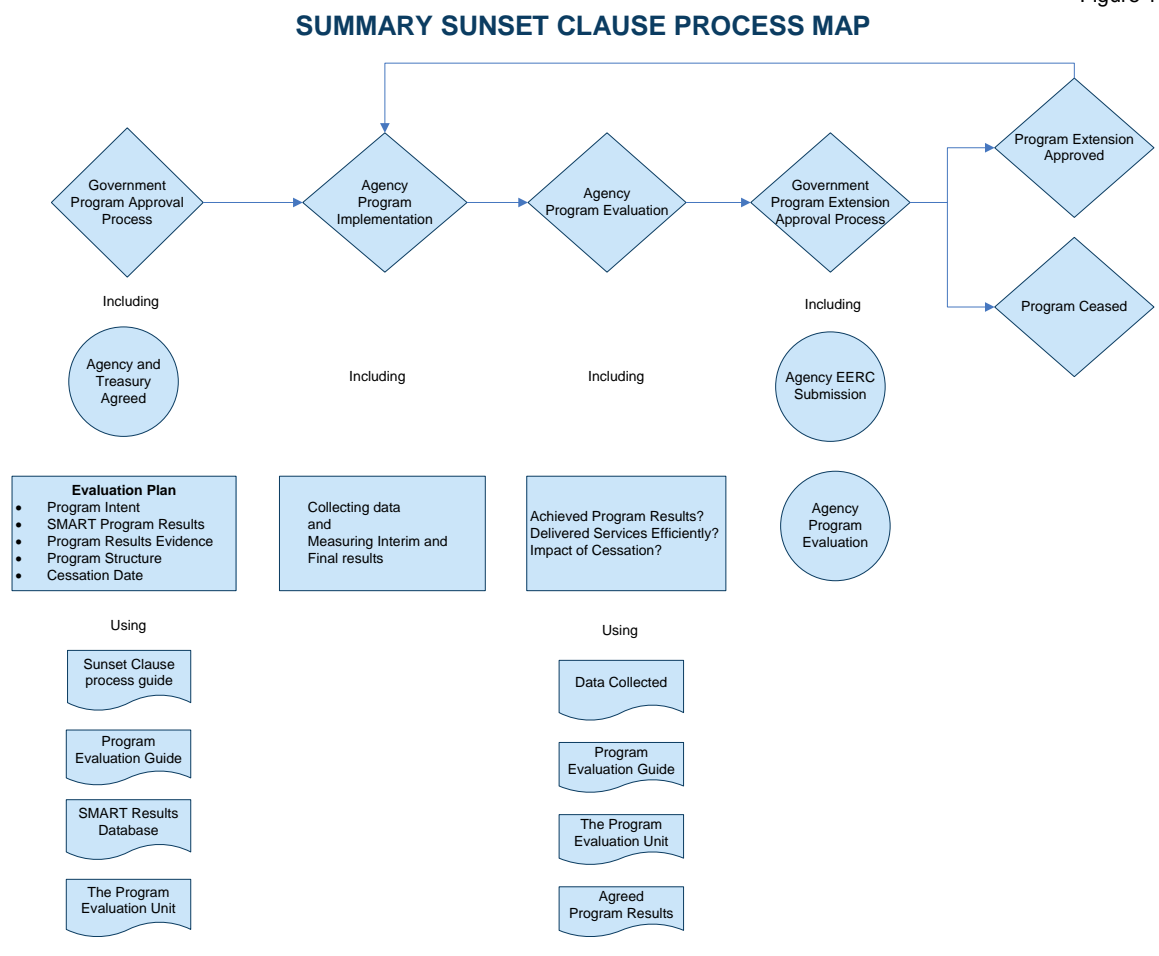 Figure 1
SUMMARY SUNSET CLAUSE PROCESS MAP
Government
Program Approval
Process
Agency
Program
Implementation
Agency
Program Evaluation
Government
Program Extension
Approval Process
Program Extension
Approved
Program Ceased
Including
Agency and
Treasury
Agreed
Including
Including
Including
Agency EERC
Submission
Evaluation Plan
• Program Intent
• SMART Program Results
• Program Results Evidence
• Program Structure
• Cessation Date
Collecting data
and
Measuring Interim and
Final results
Achieved Program Results?
Delivered Services Efficiently?
Impact of Cessation?
Agency
Program
Evaluation
Using
Sunset Clause
process guide
Program
Evaluation Guide
SMART Results
Database
The Program
Evaluation Unit
Using
Data Collected
Program
Evaluation Guide
The Program
Evaluation Unit
Agreed
Program Results